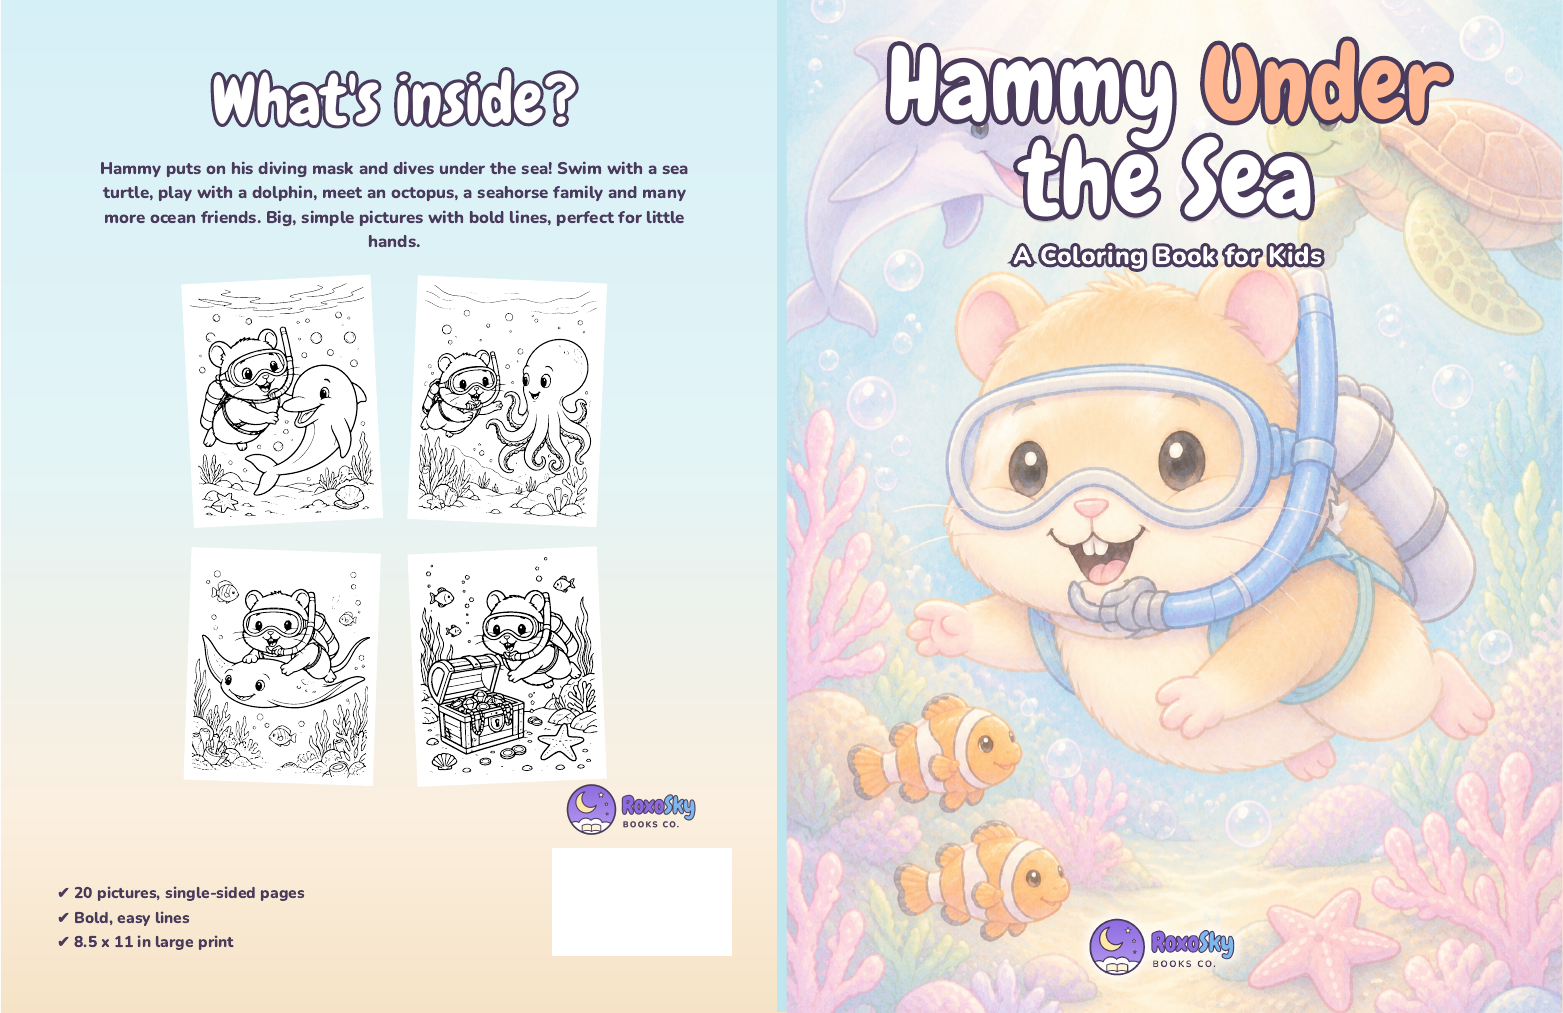 What's inside?
Hammy puts on his diving mask and dives under the sea! Swim with a sea
turtle, play with a dolphin, meet an octopus, a seahorse family and many
more ocean friends. Big, simple pictures with bold lines, perfect for little
hands.
RoxoSky
BOOKS CO.
✔ 20 pictures, single-sided pages
✔ Bold, easy lines
✔ 8.5 x 11 in large print
Hammy Under
the Sea
A Coloring Book for Kids
RoxoSky
BOOKS CO.